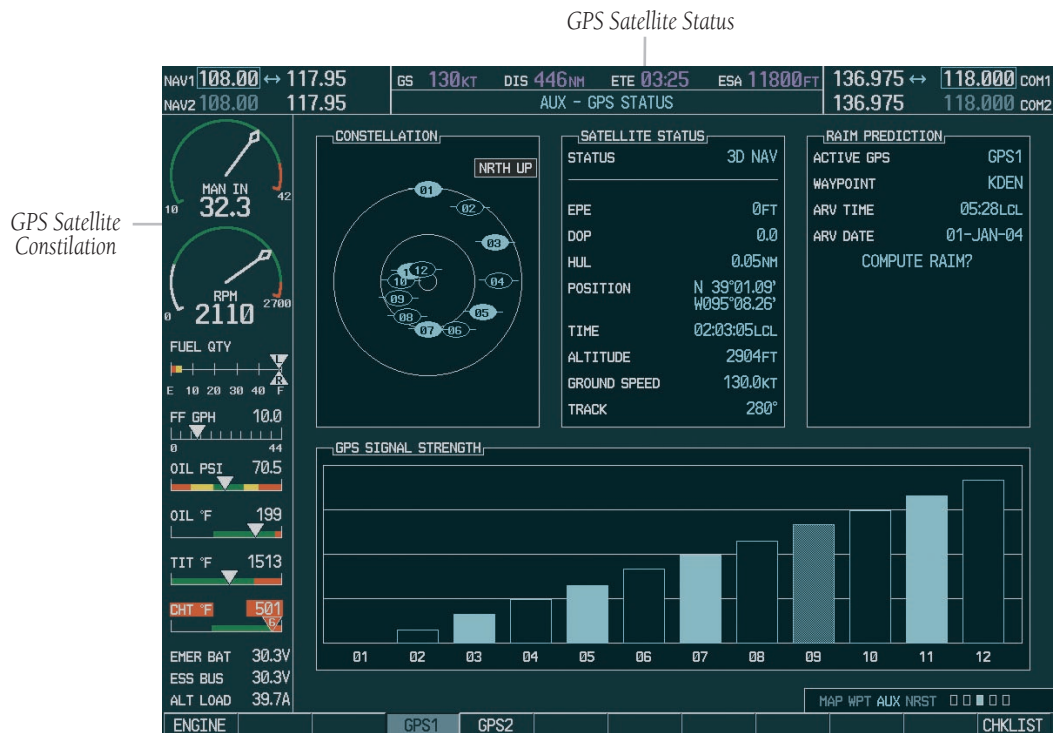 GPS Satellite Status
NAV1 108.00 ↔ 117.95
NAV2 108.00 117.95
GS 130KT DIS 446NM ETE 03:25 ESA 11800FT
AUX – GPS STATUS
136.975 ↔ 118.000 COM1
136.975 118.000 COM2
GPS Satellite
Constilation
MAN IN
32.3
10 42
RPM
2110
0 2700
FUEL QTY
L
R
E 10 20 30 40 F
FF GPH 10.0
0 44
OIL PSI 70.5
OIL °F 199
TIT °F 1513
CHT °F 501
6
EMER BAT 30.3V
ESS BUS 30.3V
ALT LOAD 39.7A
CONSTELLATION
NRTH UP
01
02
03
04
05
06
07
08
09
10
12
SATELLITE STATUS
STATUS 3D NAV
EPE 0FT
DOP 0.0
HUL 0.05NM
POSITION N 39°01.09'
W095°08.26'
TIME 02:03:05LCL
ALTITUDE 2904FT
GROUND SPEED 130.0KT
TRACK 280°
RAIM PREDICTION
ACTIVE GPS GPS1
WAYPOINT KDEN
ARV TIME 05:28LCL
ARV DATE 01-JAN-04
COMPUTE RAIM?
GPS SIGNAL STRENGTH
01 02 03 04 05 06 07 08 09 10 11 12
MAP WPT AUX NRST
ENGINE GPS1 GPS2 CHKLIST